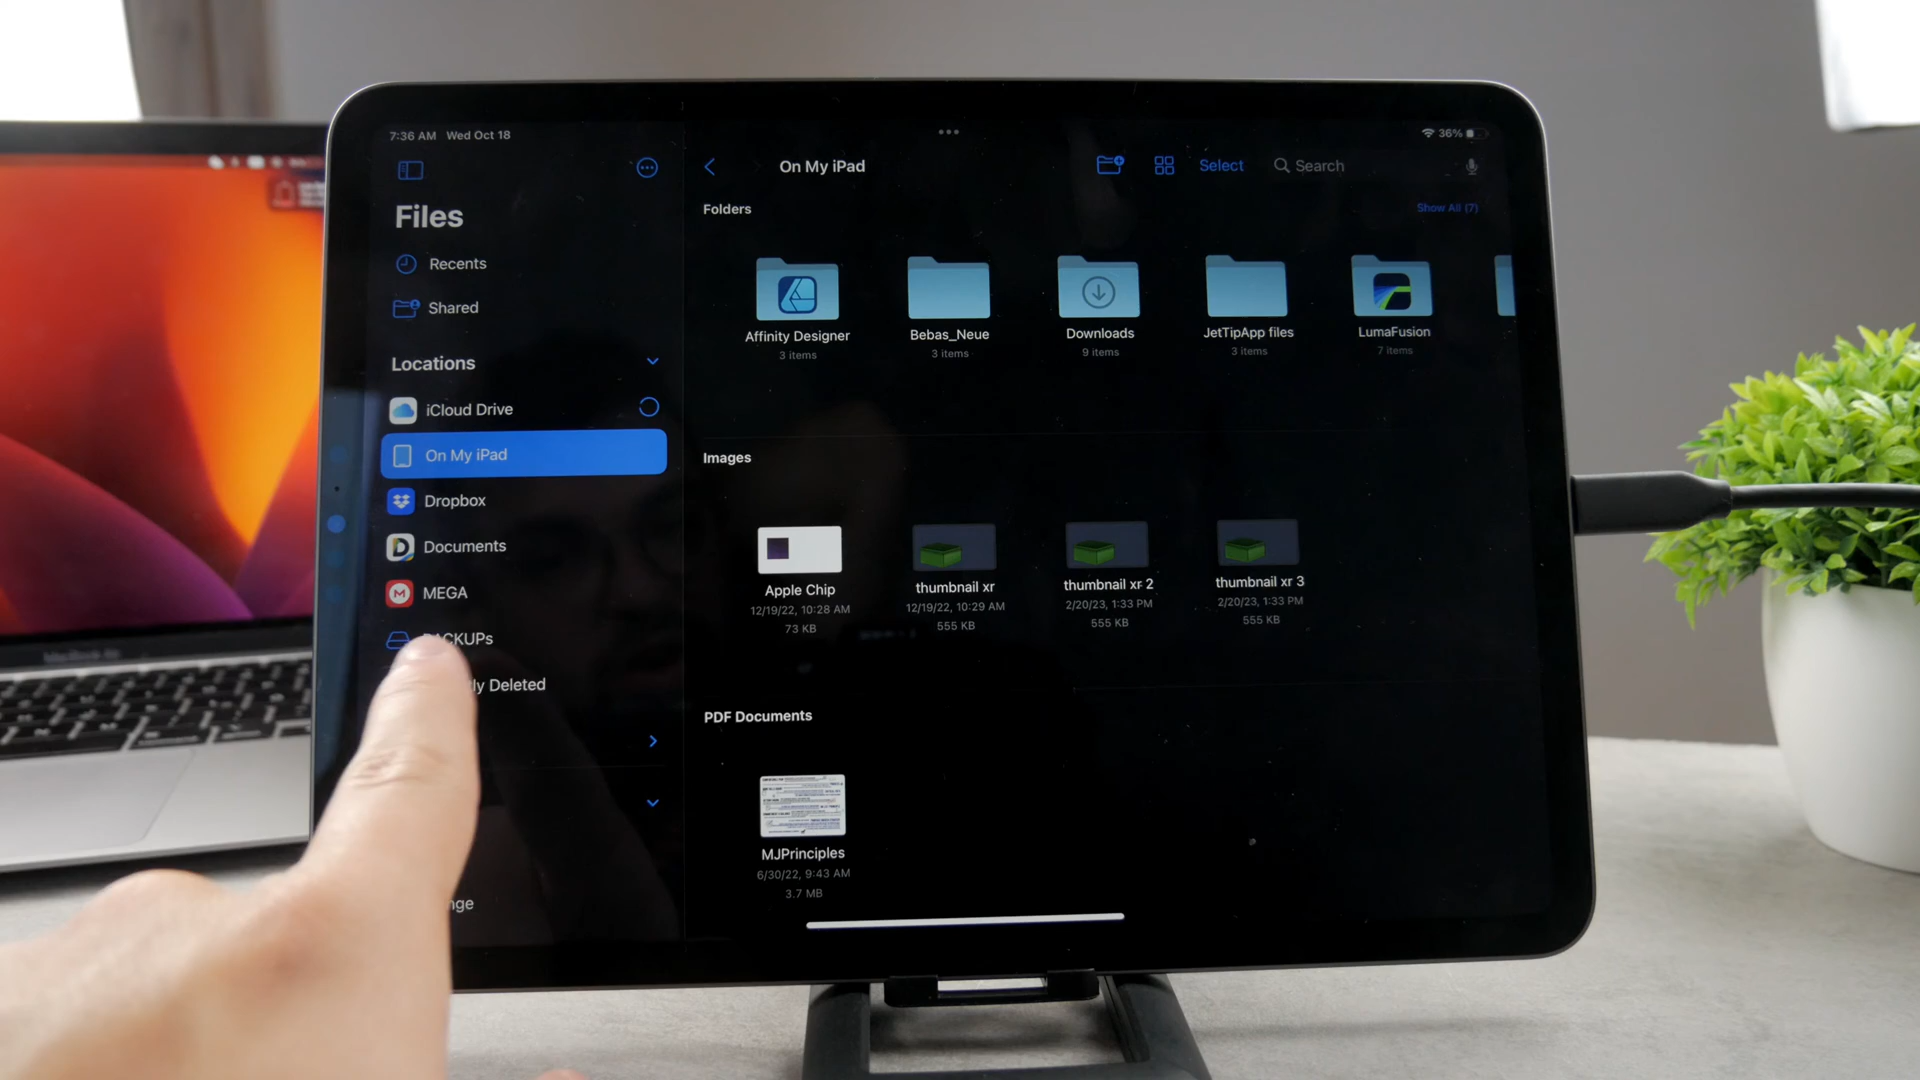 7:36 AM Wed Oct 18
36%
Files
Recents
Shared
Locations
iCloud Drive
On My iPad
Dropbox
Documents
MEGA
BACKUPs
Deleted
On My iPad
Select
Search
Folders
Show All (7)
Affinity Designer
3 items
Bebas_Neue
3 items
Downloads
9 items
JetTipApp files
3 items
LumaFusion
7 items
Images
Apple Chip
12/19/22, 10:28 AM
73 KB
thumbnail xr
12/19/22, 10:29 AM
555 KB
thumbnail xr 2
2/20/23, 1:33 PM
555 KB
thumbnail xr 3
2/20/23, 1:33 PM
555 KB
PDF Documents
MJPrinciples
6/30/22, 9:43 AM
3.7 MB